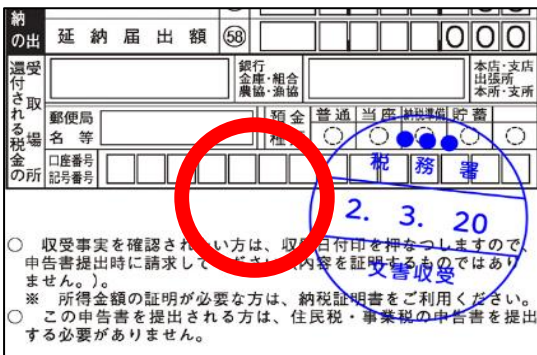 納の出
延納届出額 58 000
還付される税金の
受取場所
銀行
金庫・組合
農協・漁協
本店・支店
出張所
本所・支所
郵便局
名等
預金
普通 当座 納税準備 貯蓄
口座番号
記号番号
税務署
2. 3. 20
文書収受
○ 収受事実を確認され
い方は、収
日付印を押なつしますので、
申告書提出時に請求して
ださい
内容を証明するものではあり
ません。)。
※ 所得金額の証明が必要な方は、納税証明書をご利用ください。
○ この申告書を提出される方は、住民税・事業税の申告書を提出
する必要がありません。